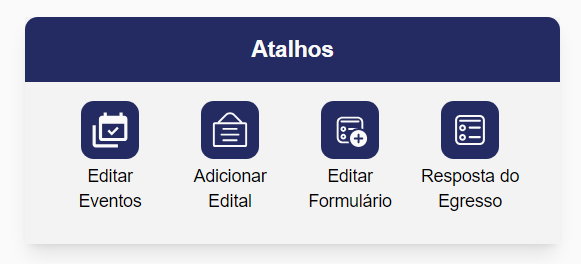 Atalhos
Editar
Eventos
Adicionar
Edital
Editar
Formulário
Resposta do
Egresso